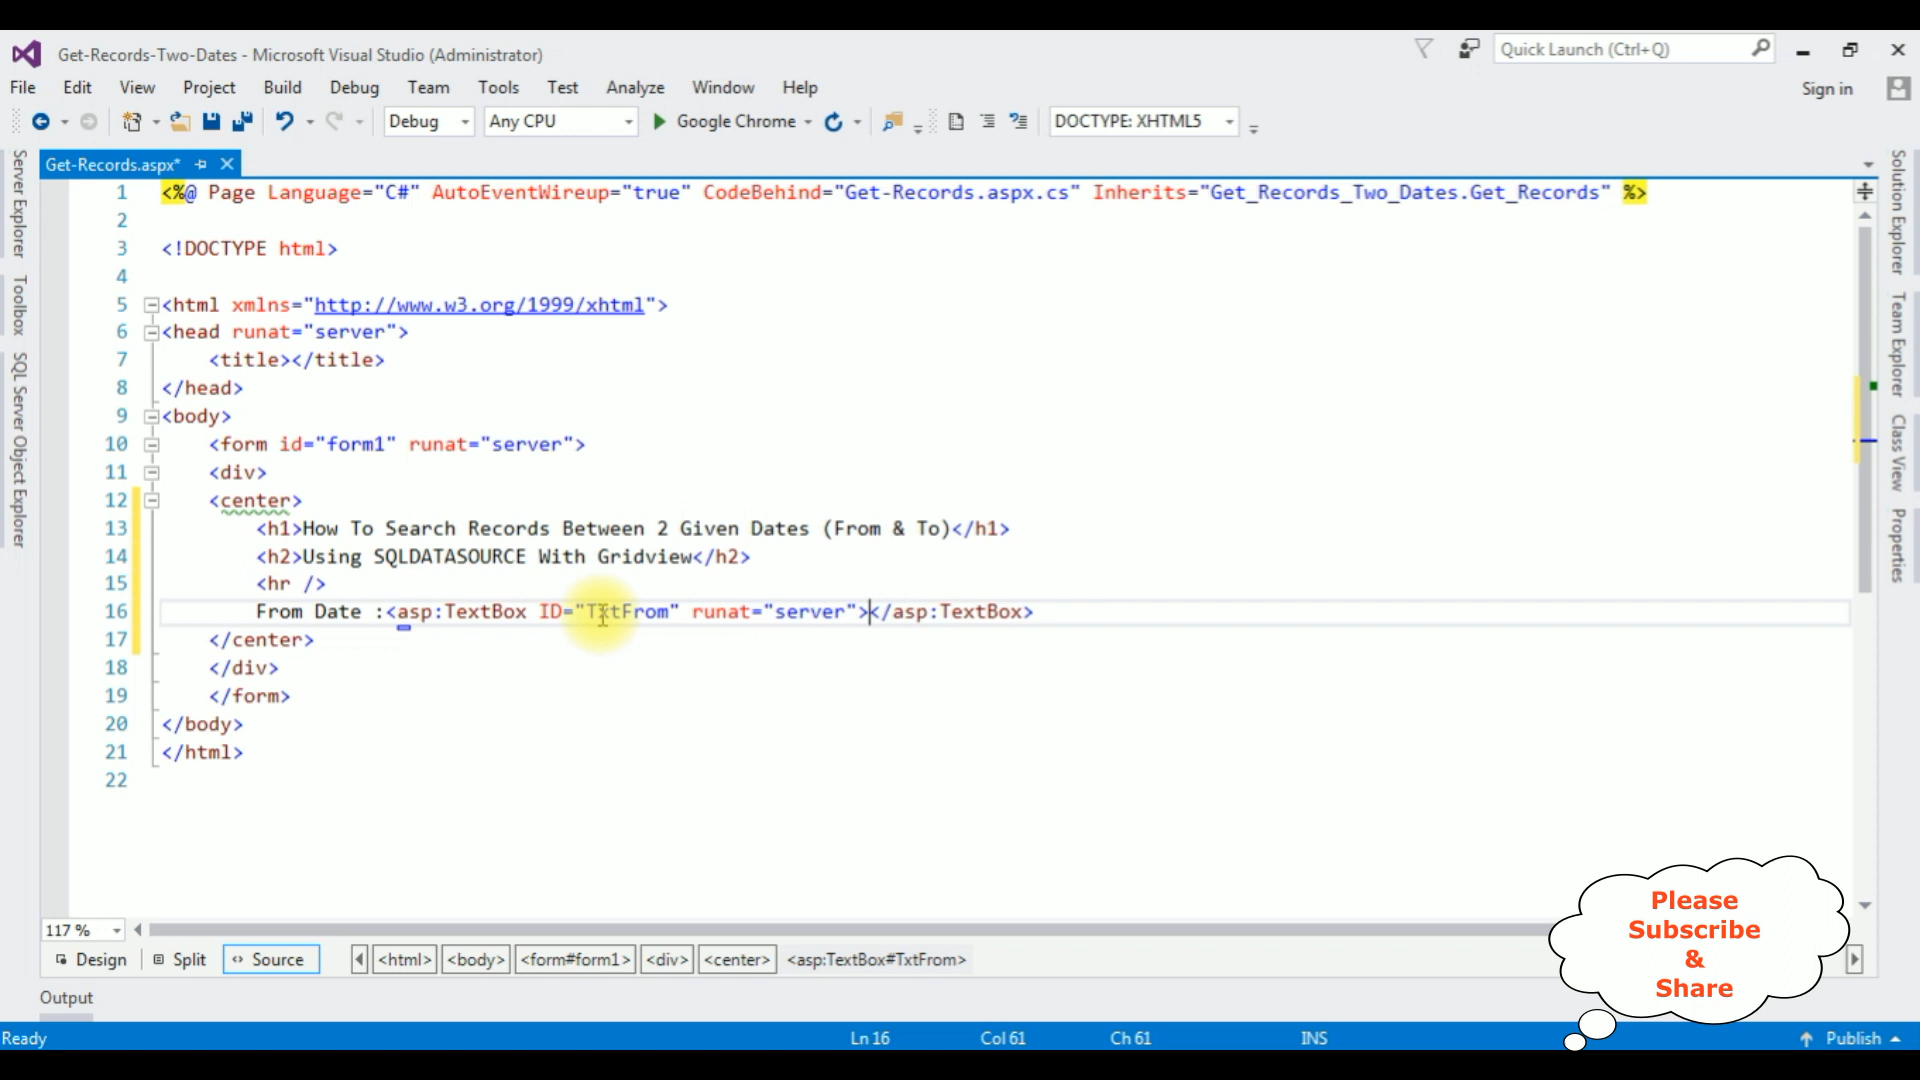 Get-Records-Two-Dates - Microsoft Visual Studio (Administrator)
Quick Launch (Ctrl+Q)
File Edit View Project Build Debug Team Tools Test Analyze Window Help
Sign in
Debug Any CPU Google Chrome DOCTYPE: XHTML5
Get-Records.aspx*
Server Explorer
Toolbox
SQL Server Object Explorer
1 <%@ Page Language="C#" AutoEventWireup="true" CodeBehind="Get-Records.aspx.cs" Inherits="Get_Records_Two_Dates.Get_Records" %>
2
3 <!DOCTYPE html>
4
5 <html xmlns="http://www.w3.org/1999/xhtml">
6 <head runat="server">
7 <title></title>
8 </head>
9 <body>
10 <form id="form1" runat="server">
11 <div>
12 <center>
13 <h1>How To Search Records Between 2 Given Dates (From & To)</h1>
14 <h2>Using SQLDATASOURCE With Gridview</h2>
15 <hr />
16 From Date :<asp:TextBox ID="TxtFrom" runat="server"></asp:TextBox>
17 </center>
18 </div>
19 </form>
20 </body>
21 </html>
22
Solution Explorer
Team Explorer
Class View
Properties
117 %
Design Split Source <html> <body> <form#form1> <div> <center> <asp:TextBox#TxtFrom>
Output
Please
Subscribe
&
Share
Ready Ln 16 Col 61 Ch 61 INS Publish